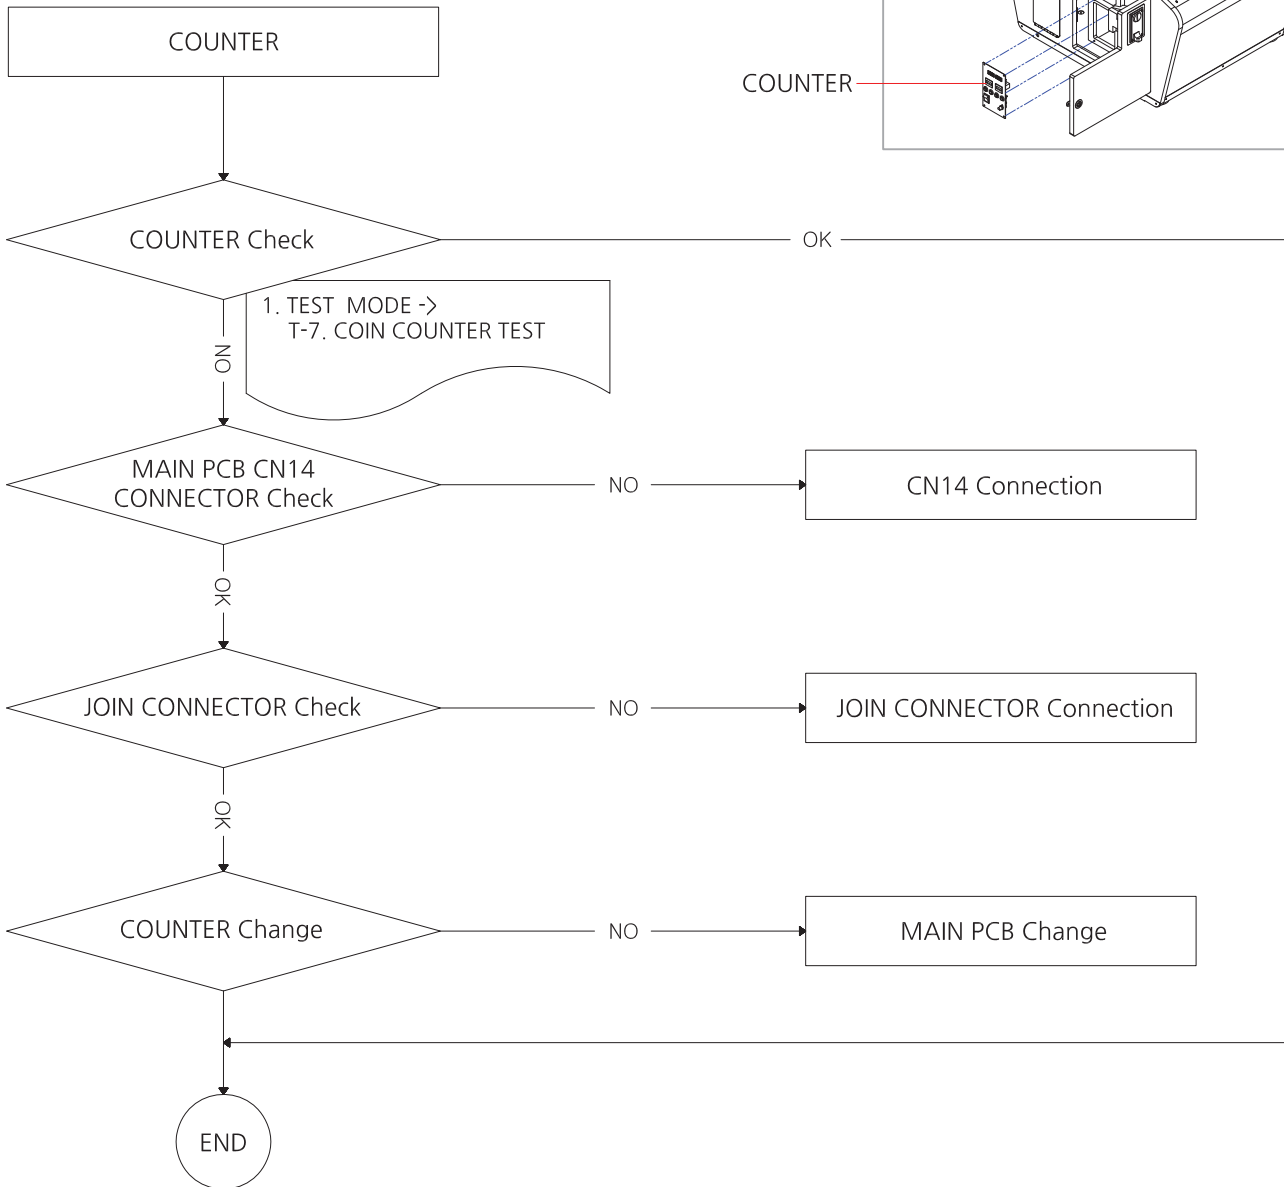 COUNTER
COUNTER
COUNTER Check
OK
1. TEST MODE ->
T-7. COIN COUNTER TEST
NO
MAIN PCB CN14
CONNECTOR Check
NO
CN14 Connection
OK
JOIN CONNECTOR Check
NO
JOIN CONNECTOR Connection
OK
COUNTER Change
NO
MAIN PCB Change
END